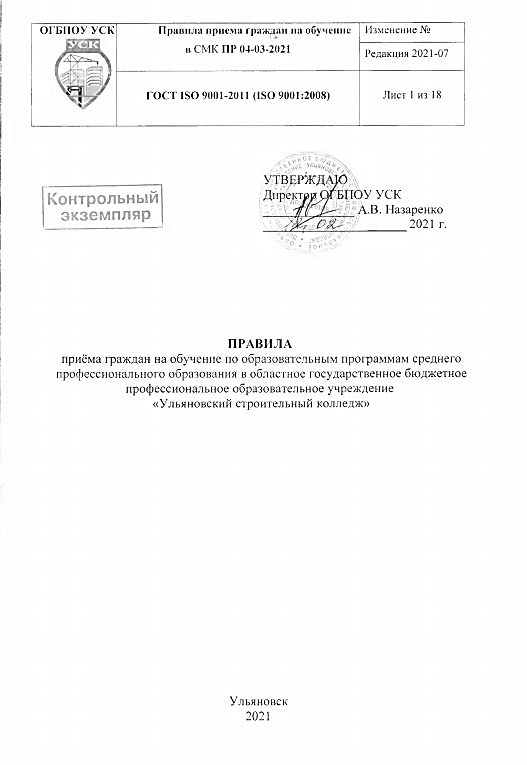 ОГБПОУ УСК
УСК
Правила приема граждан на обучение
в СМК ПР 04-03-2021
Изменение №
Редакция 2021-07
ГОСТ ISO 9001-2011 (ISO 9001:2008)
Лист 1 из 18
Контрольный
экземпляр
УТВЕРЖДАЮ
Директор ОГБПОУ УСК
А.В. Назаренко
02 2021 г.
ПРАВИЛА
приёма граждан на обучение по образовательным программам среднего
профессионального образования в областное государственное бюджетное
профессиональное образовательное учреждение
«Ульяновский строительный колледж»
Ульяновск
2021